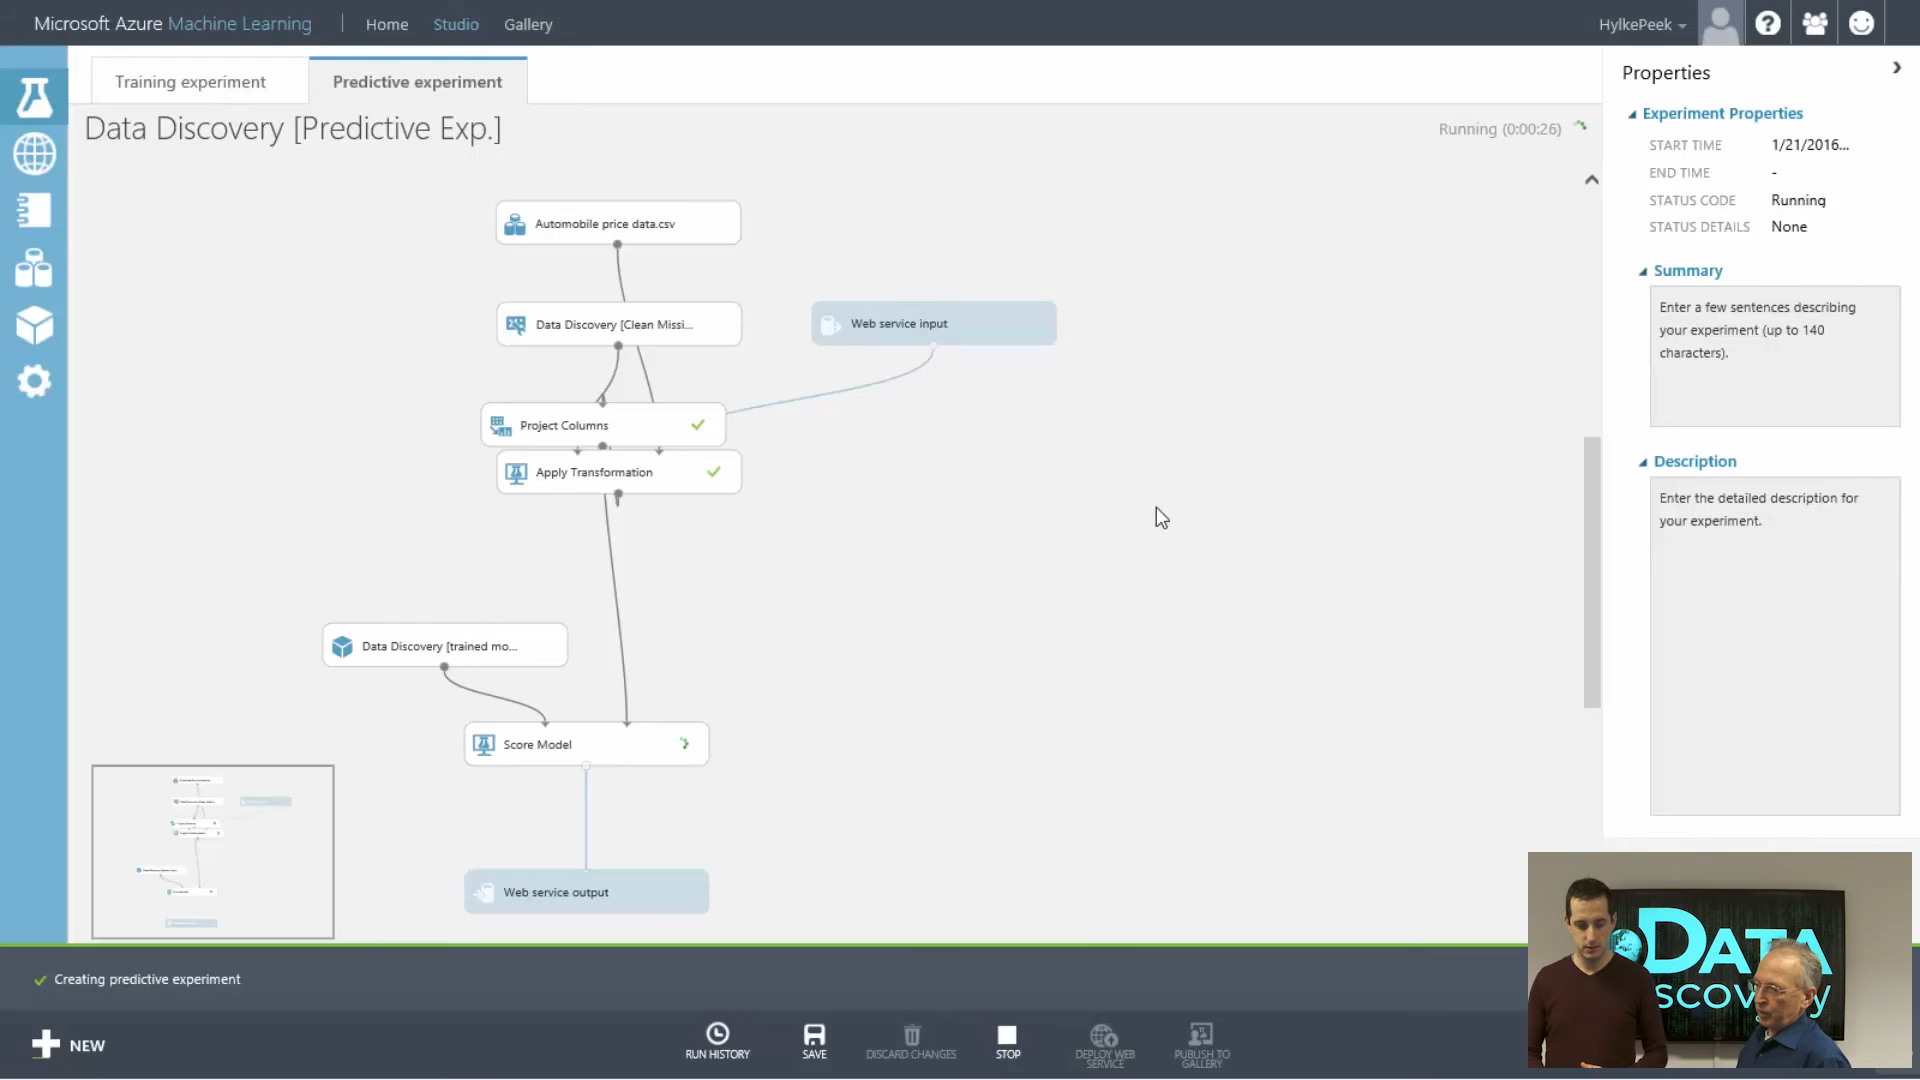 Microsoft Azure Machine Learning
Home
Studio
Gallery
HylkePeek
Training experiment
Predictive experiment
Data Discovery [Predictive Exp.]
Running (0:00:26)
Automobile price data.csv
Data Discovery [Clean Missi...
Web service input
Project Columns
Apply Transformation
Data Discovery [trained mo...
Score Model
Web service output
Properties
Experiment Properties
START TIME 1/21/2016...
END TIME -
STATUS CODE Running
STATUS DETAILS None
Summary
Enter a few sentences describing
your experiment (up to 140
characters).
Description
Enter the detailed description for
your experiment.
Creating predictive experiment
NEW
RUN HISTORY
SAVE
DISCARD CHANGES
STOP
DEPLOY WEB
SERVICE
PUBLISH TO
GALLERY
DATA